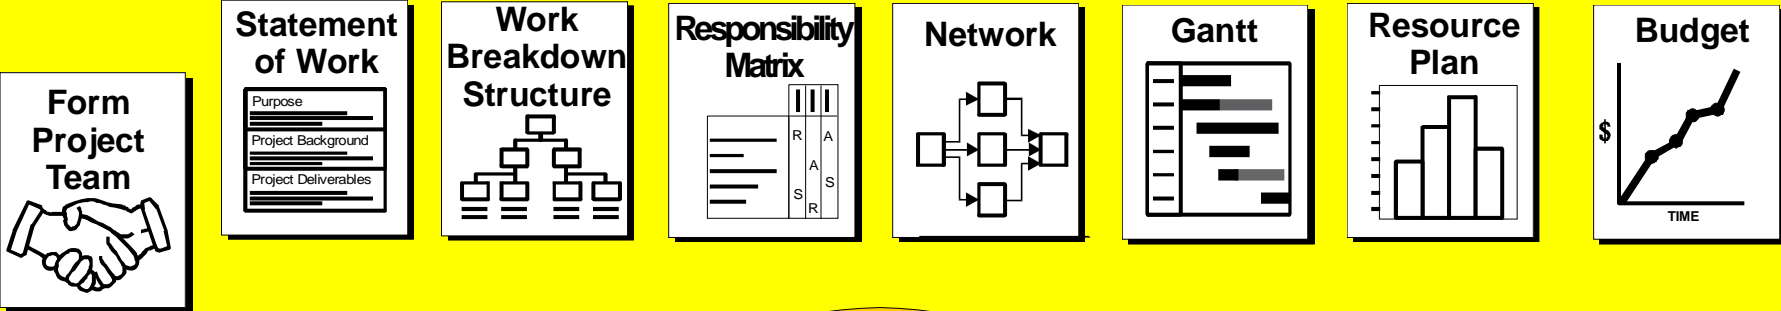 Form
Project
Team
Statement
of Work
Purpose
Project Background
Project Deliverables
Work
Breakdown
Structure
Responsibility
Matrix
R
A
A
S
S
R
Network
Gantt
Resource
Plan
Budget
$
TIME